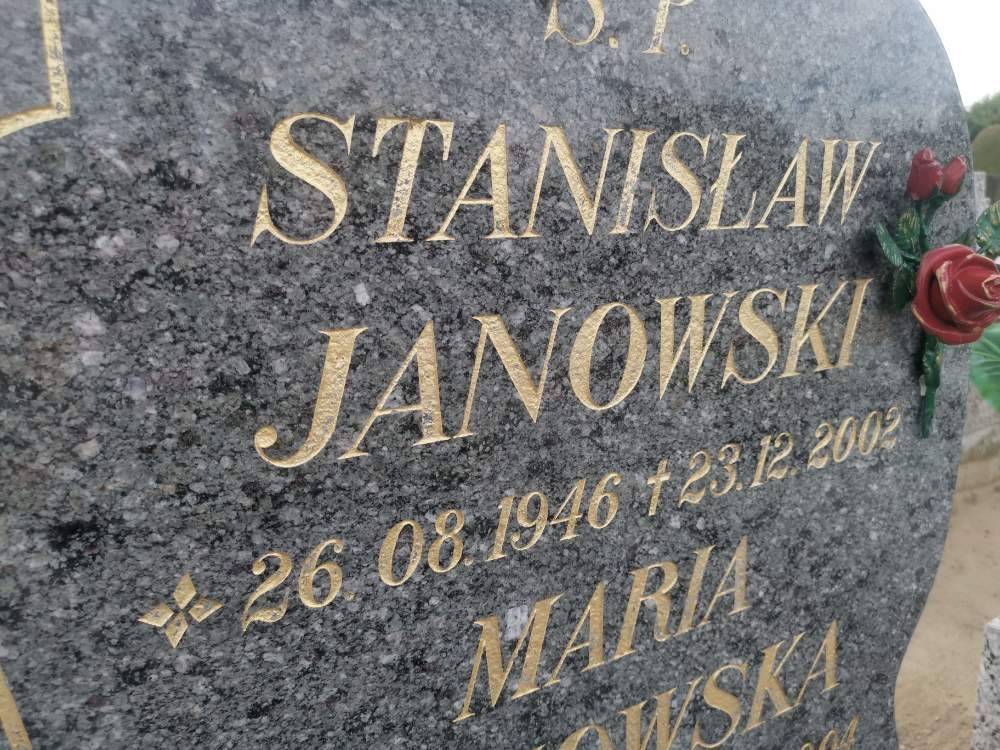 S.P.
STANISŁAW
JANOWSKI
26.08.1946 † 23.12.2002
MARIA